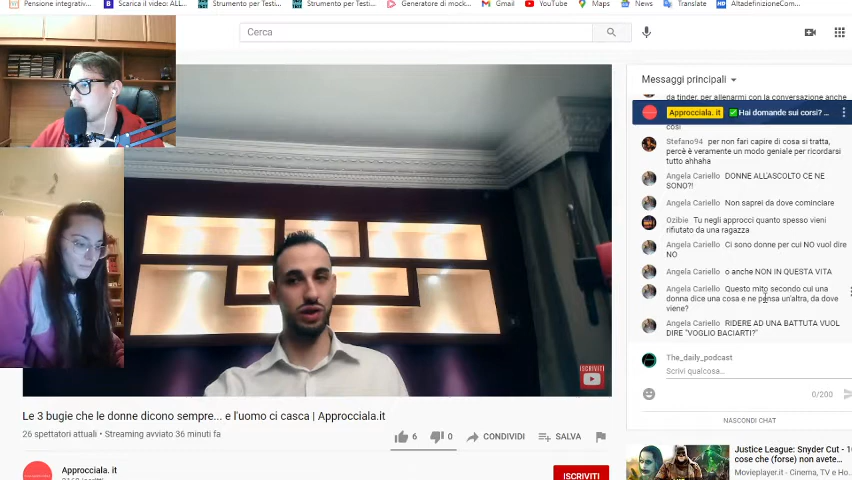 Pensione integrativ...
Scarica il video: ALL...
Strumento per Testi...
Strumento per Testi...
Generatore di mock...
Gmail
YouTube
Maps
News
Translate
AltadefinizioneCom...
Cerca
Messaggi principali
da tinder, per allenarmi con la conversazione anche
Approcciala. it ✅ Hai domande sui corsi? ...
così
Stefano94 per non fari capire di cosa si tratta,
percè è veramente un modo geniale per ricordarsi
tutto ahhaha
Angela Cariello DONNE ALL'ASCOLTO CE NE
SONO?!
Angela Cariello Non saprei da dove cominciare
Ozibie Tu negli approcci quanto spesso vieni
rifiutato da una ragazza
Angela Cariello Ci sono donne per cui NO vuol dire
NO
Angela Cariello o anche NON IN QUESTA VITA
Angela Cariello Questo mito secondo cui una
donna dice una cosa e ne pensa un'altra, da dove
viene?
Angela Cariello RIDERE AD UNA BATTUTA VUOL
DIRE "VOGLIO BACIARTI?"
The_daily_podcast
Scrivi qualcosa...
0/200
NASCONDI CHAT
ISCRIVITI
Le 3 bugie che le donne dicono sempre... e l'uomo ci casca | Approcciala.it
26 spettatori attuali • Streaming avviato 36 minuti fa
6
0
CONDIVIDI
SALVA
Approcciala. it
ISCRIVITI
Justice League: Snyder Cut - 10
cose che (forse) non avete...
Movieplayer.it - Cinema, TV e Ho...